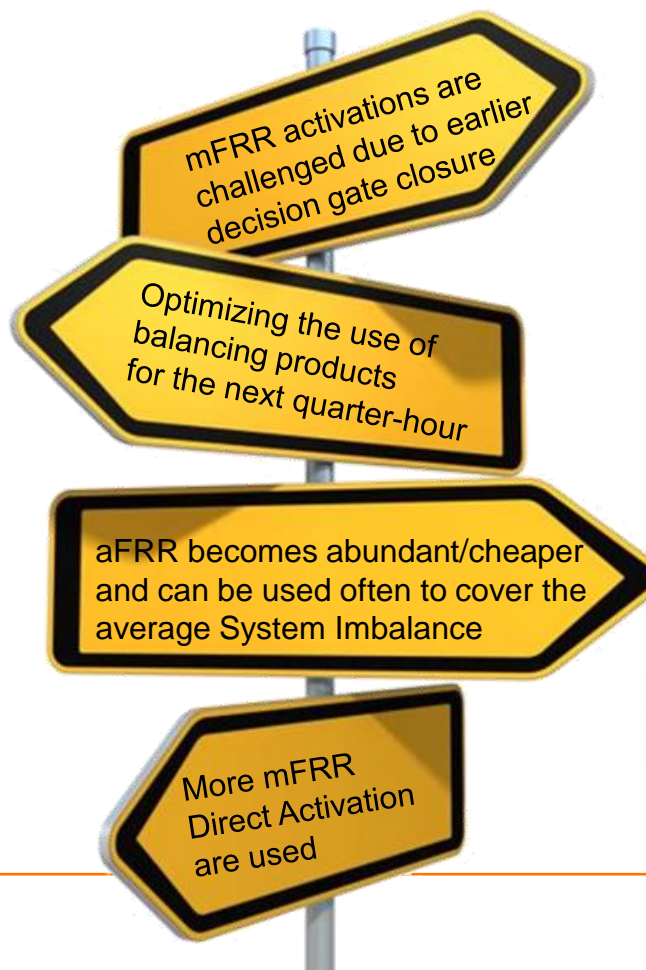 mFRR activations are
challenged due to earlier
decision gate closure
Optimizing the use of
balancing products
for the next quarter-hour
aFRR becomes abundant/cheaper
and can be used often to cover the
average System Imbalance
More mFRR
Direct Activation
are used